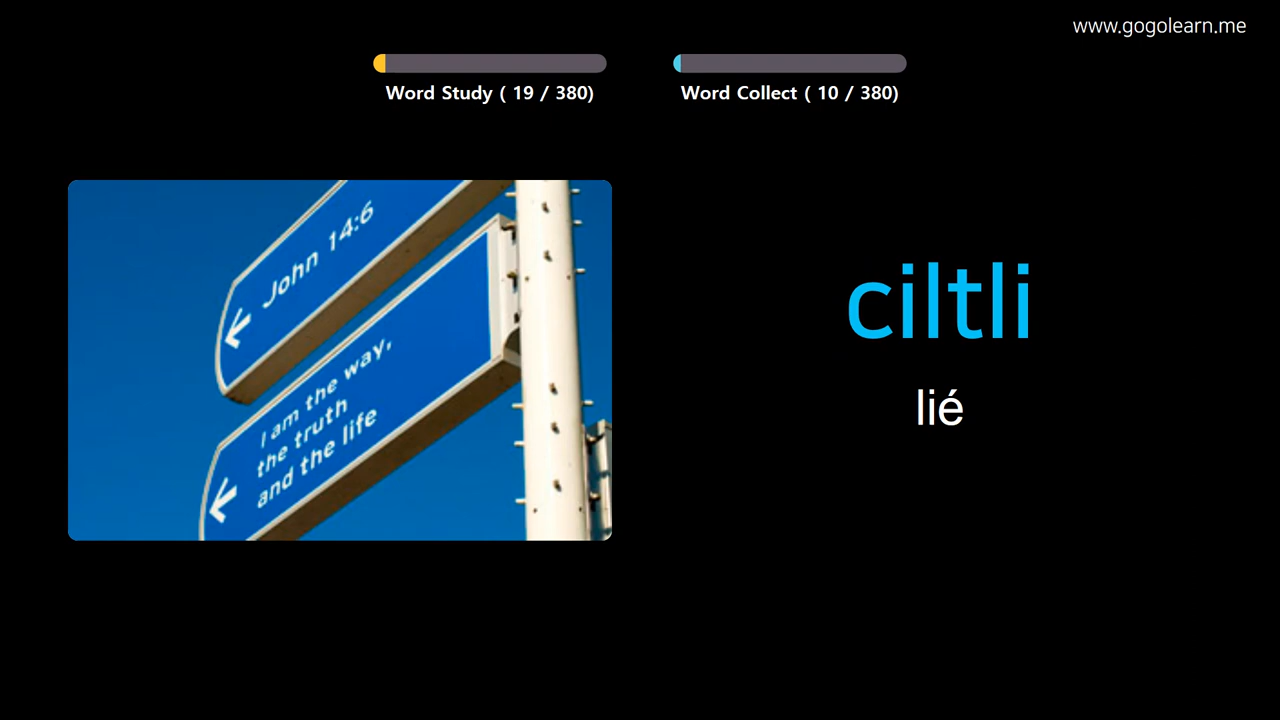 www.gogolearn.me
Word Study ( 19 / 380)
Word Collect ( 10 / 380)
John 14:6
I am the way,
the truth
and the life
ciltli
lié